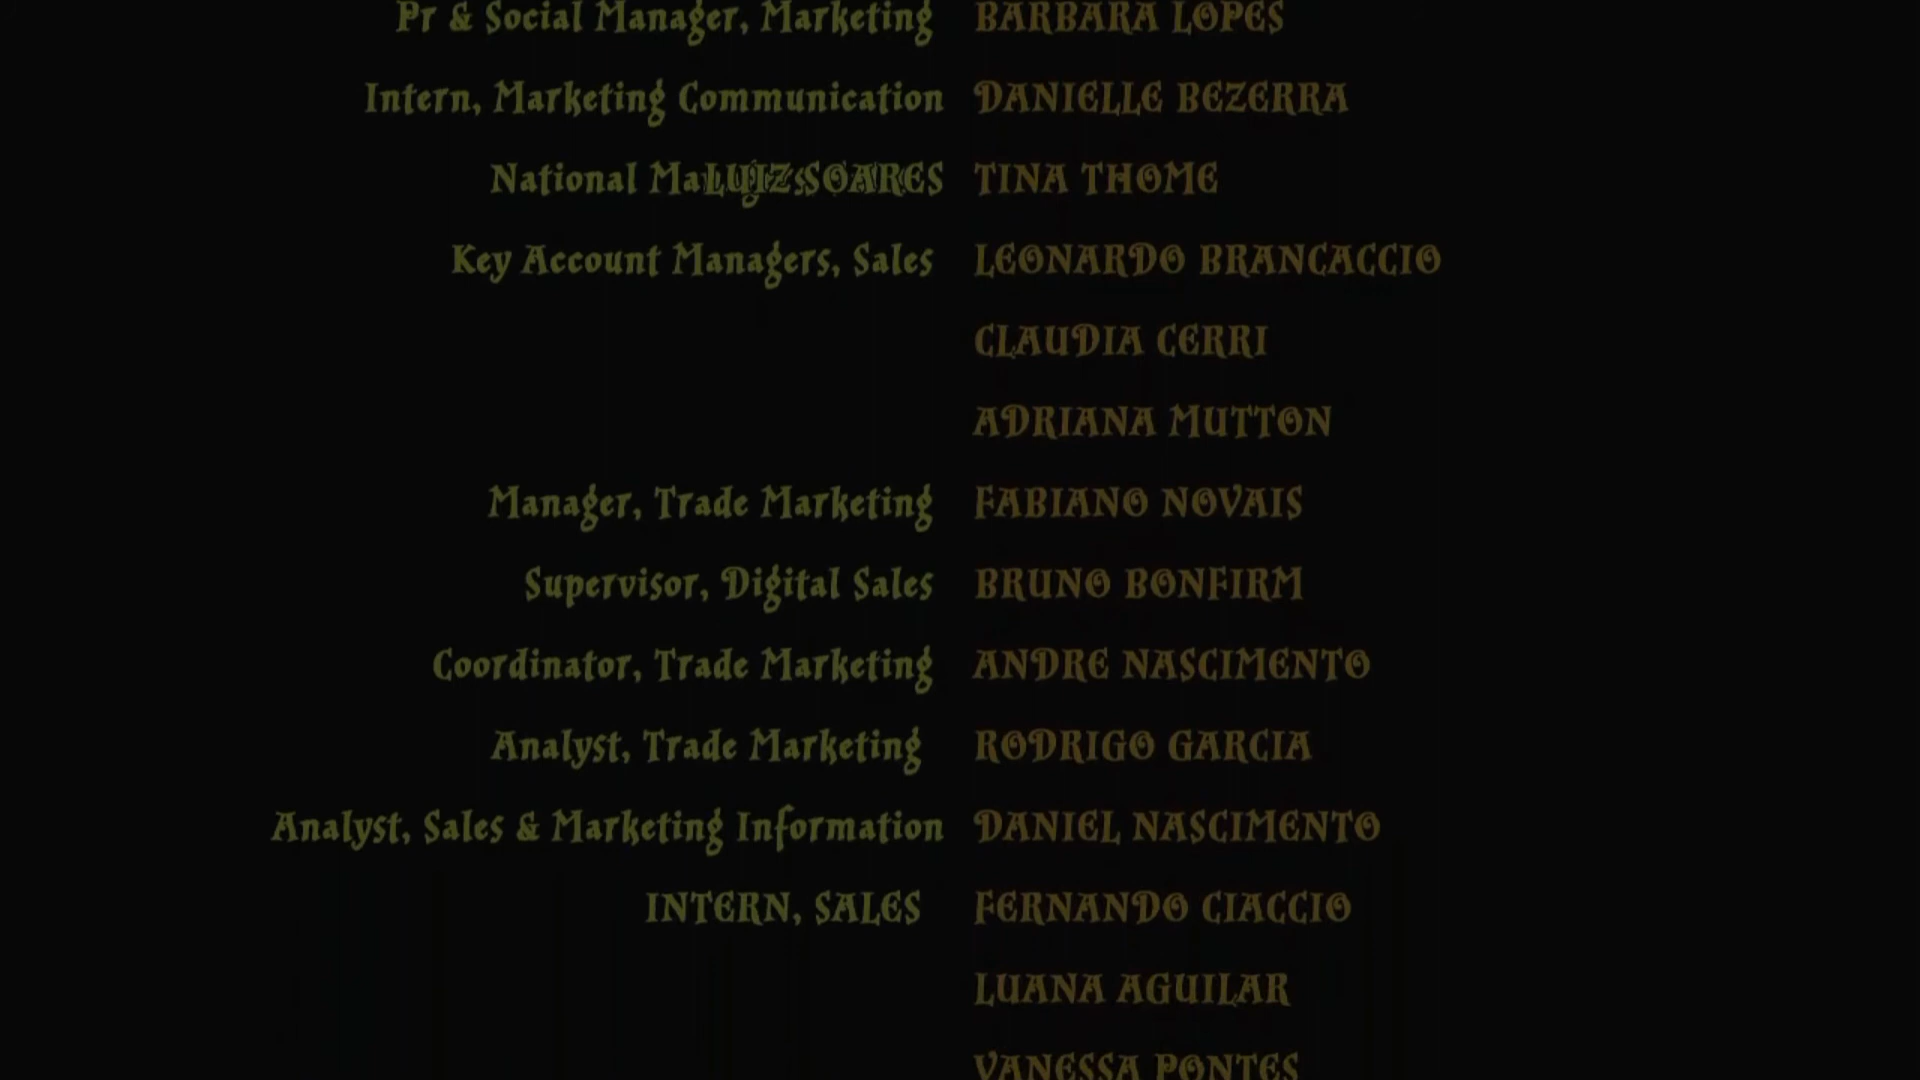 Pr & Social Manager, Marketing BARBARA LOPES
Intern, Marketing Communication DANIELLE BEZERRA
National LUIZ SOARES TINA THOME
Key Account Managers, Sales LEONARDO BRANCACCIO
CLAUDIA CERRI
ADRIANA MUTTON
Manager, Trade Marketing FABIANO NOVAIS
Supervisor, Digital Sales BRUNO BONFIRM
Coordinator, Trade Marketing ANDRE NASCIMENTO
Analyst, Trade Marketing RODRIGO GARCIA
Analyst, Sales & Marketing Information DANIEL NASCIMENTO
INTERN, SALES FERNANDO CIACCIO
LUANA AGUILAR
VANESSA PONTES